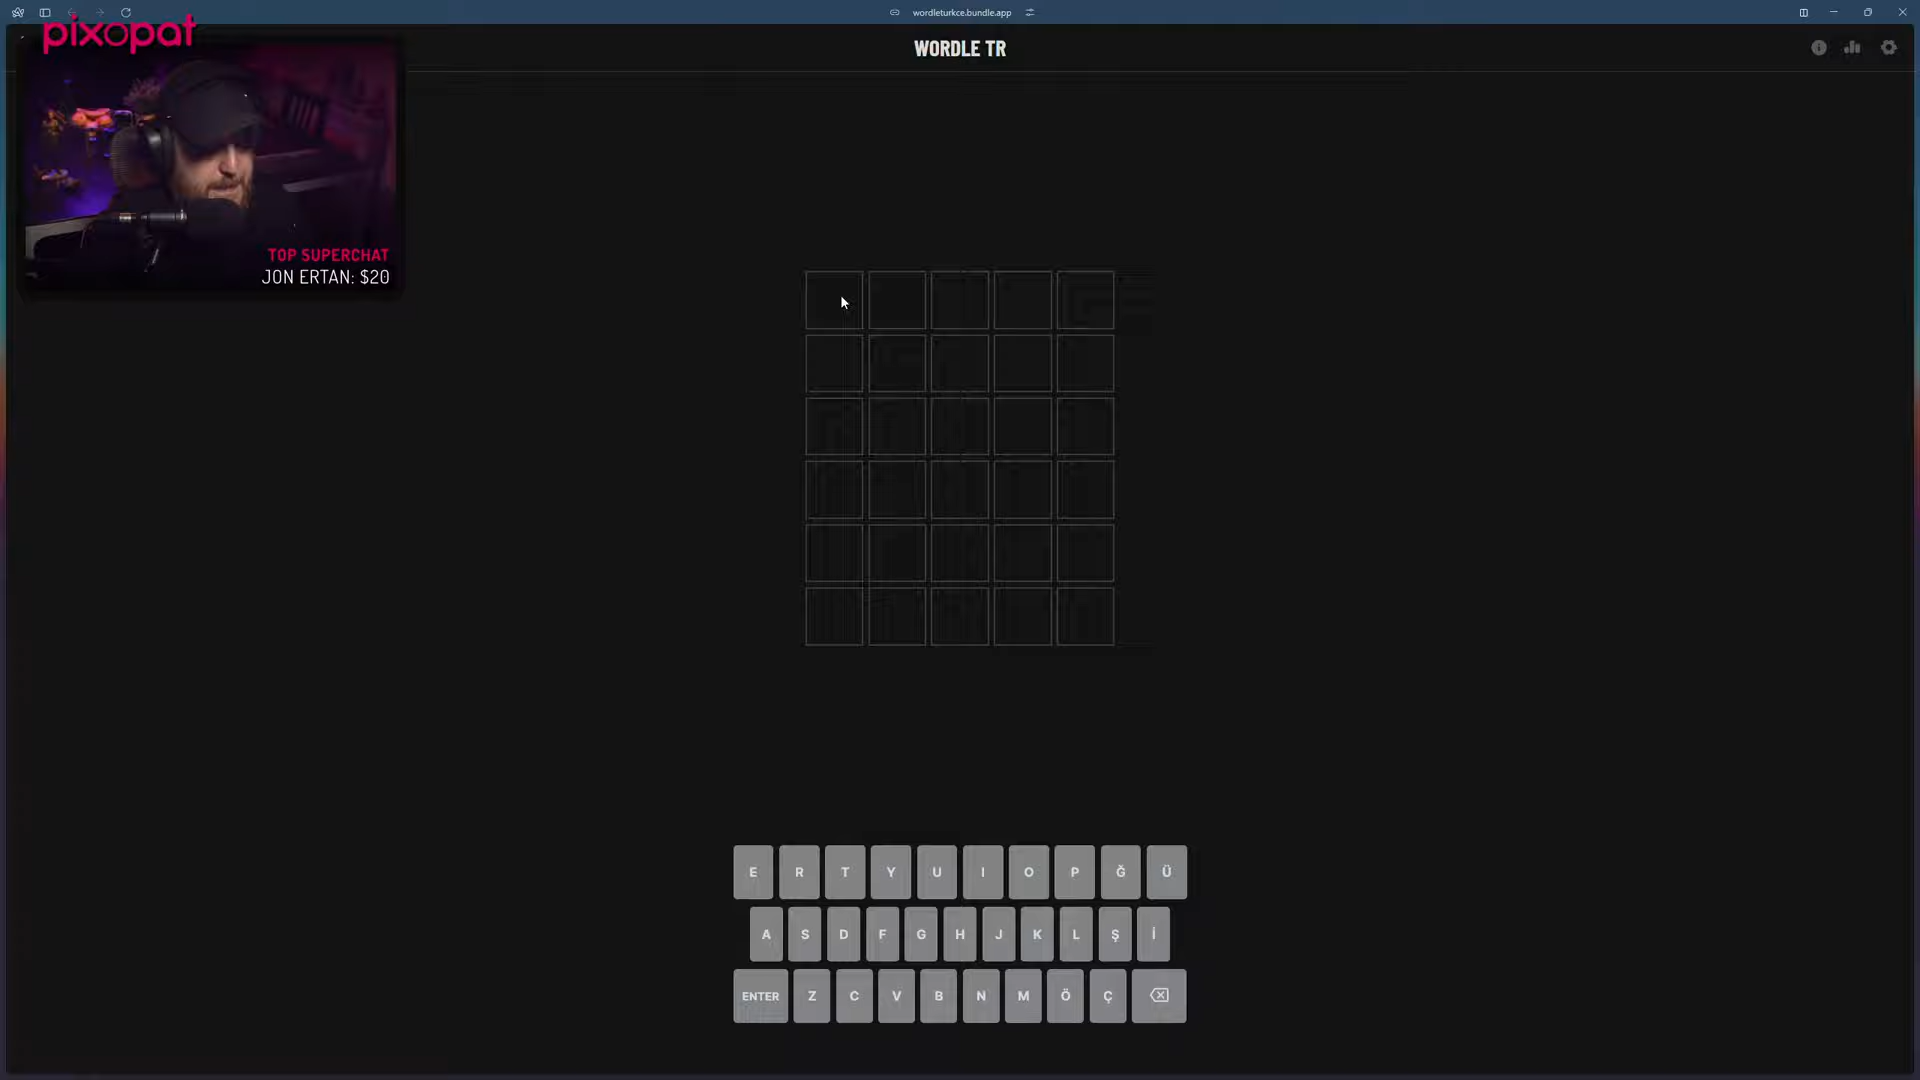 wordleturkce.bundle.app
pixopat
WORDLE TR
TOP SUPERCHAT
JON ERTAN: $20
E R T Y U I O P Ğ Ü
A S D F G H J K L Ş İ
ENTER Z C V B N M Ö Ç